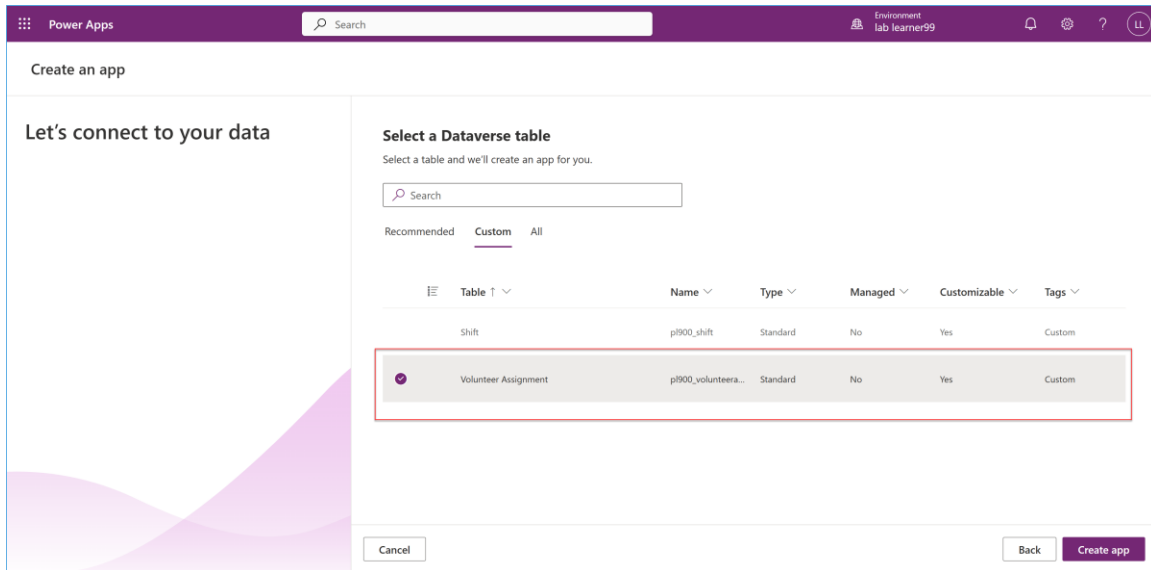 Power Apps
Search
Environment
lab learner99
?
LL
Create an app
Let's connect to your data
Select a Dataverse table
Select a table and we'll create an app for you.
Search
Recommended Custom All
Table ↑ Name Type Managed Customizable Tags
Shift pl900_shift Standard No Yes Custom
Volunteer Assignment pl900_volunteera... Standard No Yes Custom
Cancel Back Create app